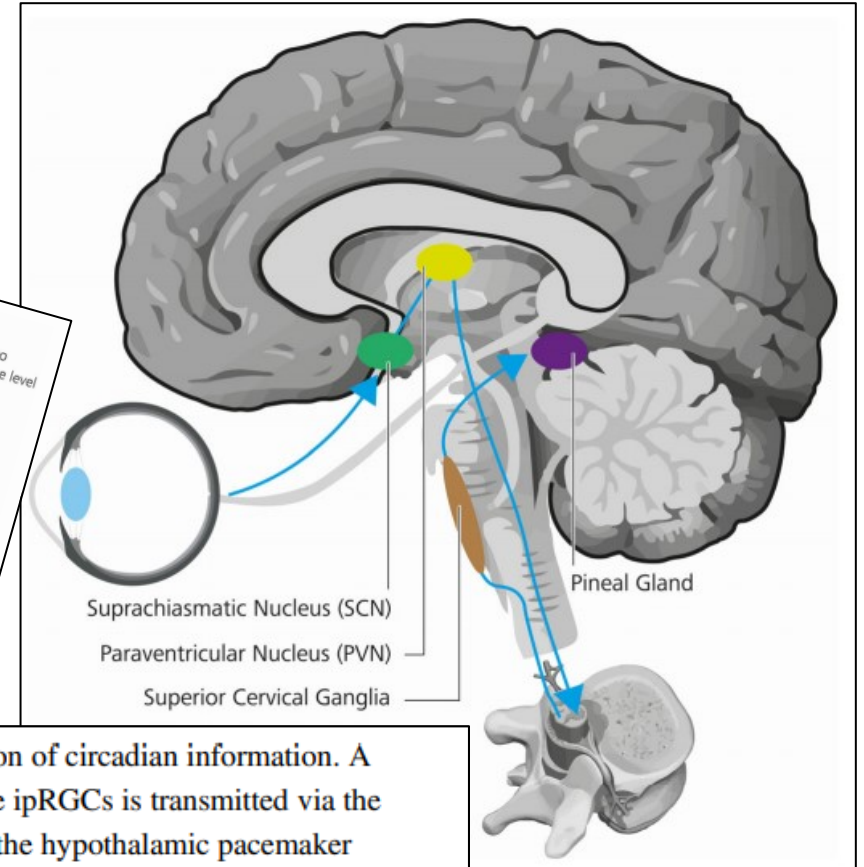 level
Suprachiasmatic Nucleus (SCN)
Paraventricular Nucleus (PVN)
Superior Cervical Ganglia
Pineal Gland
on of circadian information. A
ipRGCs is transmitted via the
the hypothalamic pacemaker